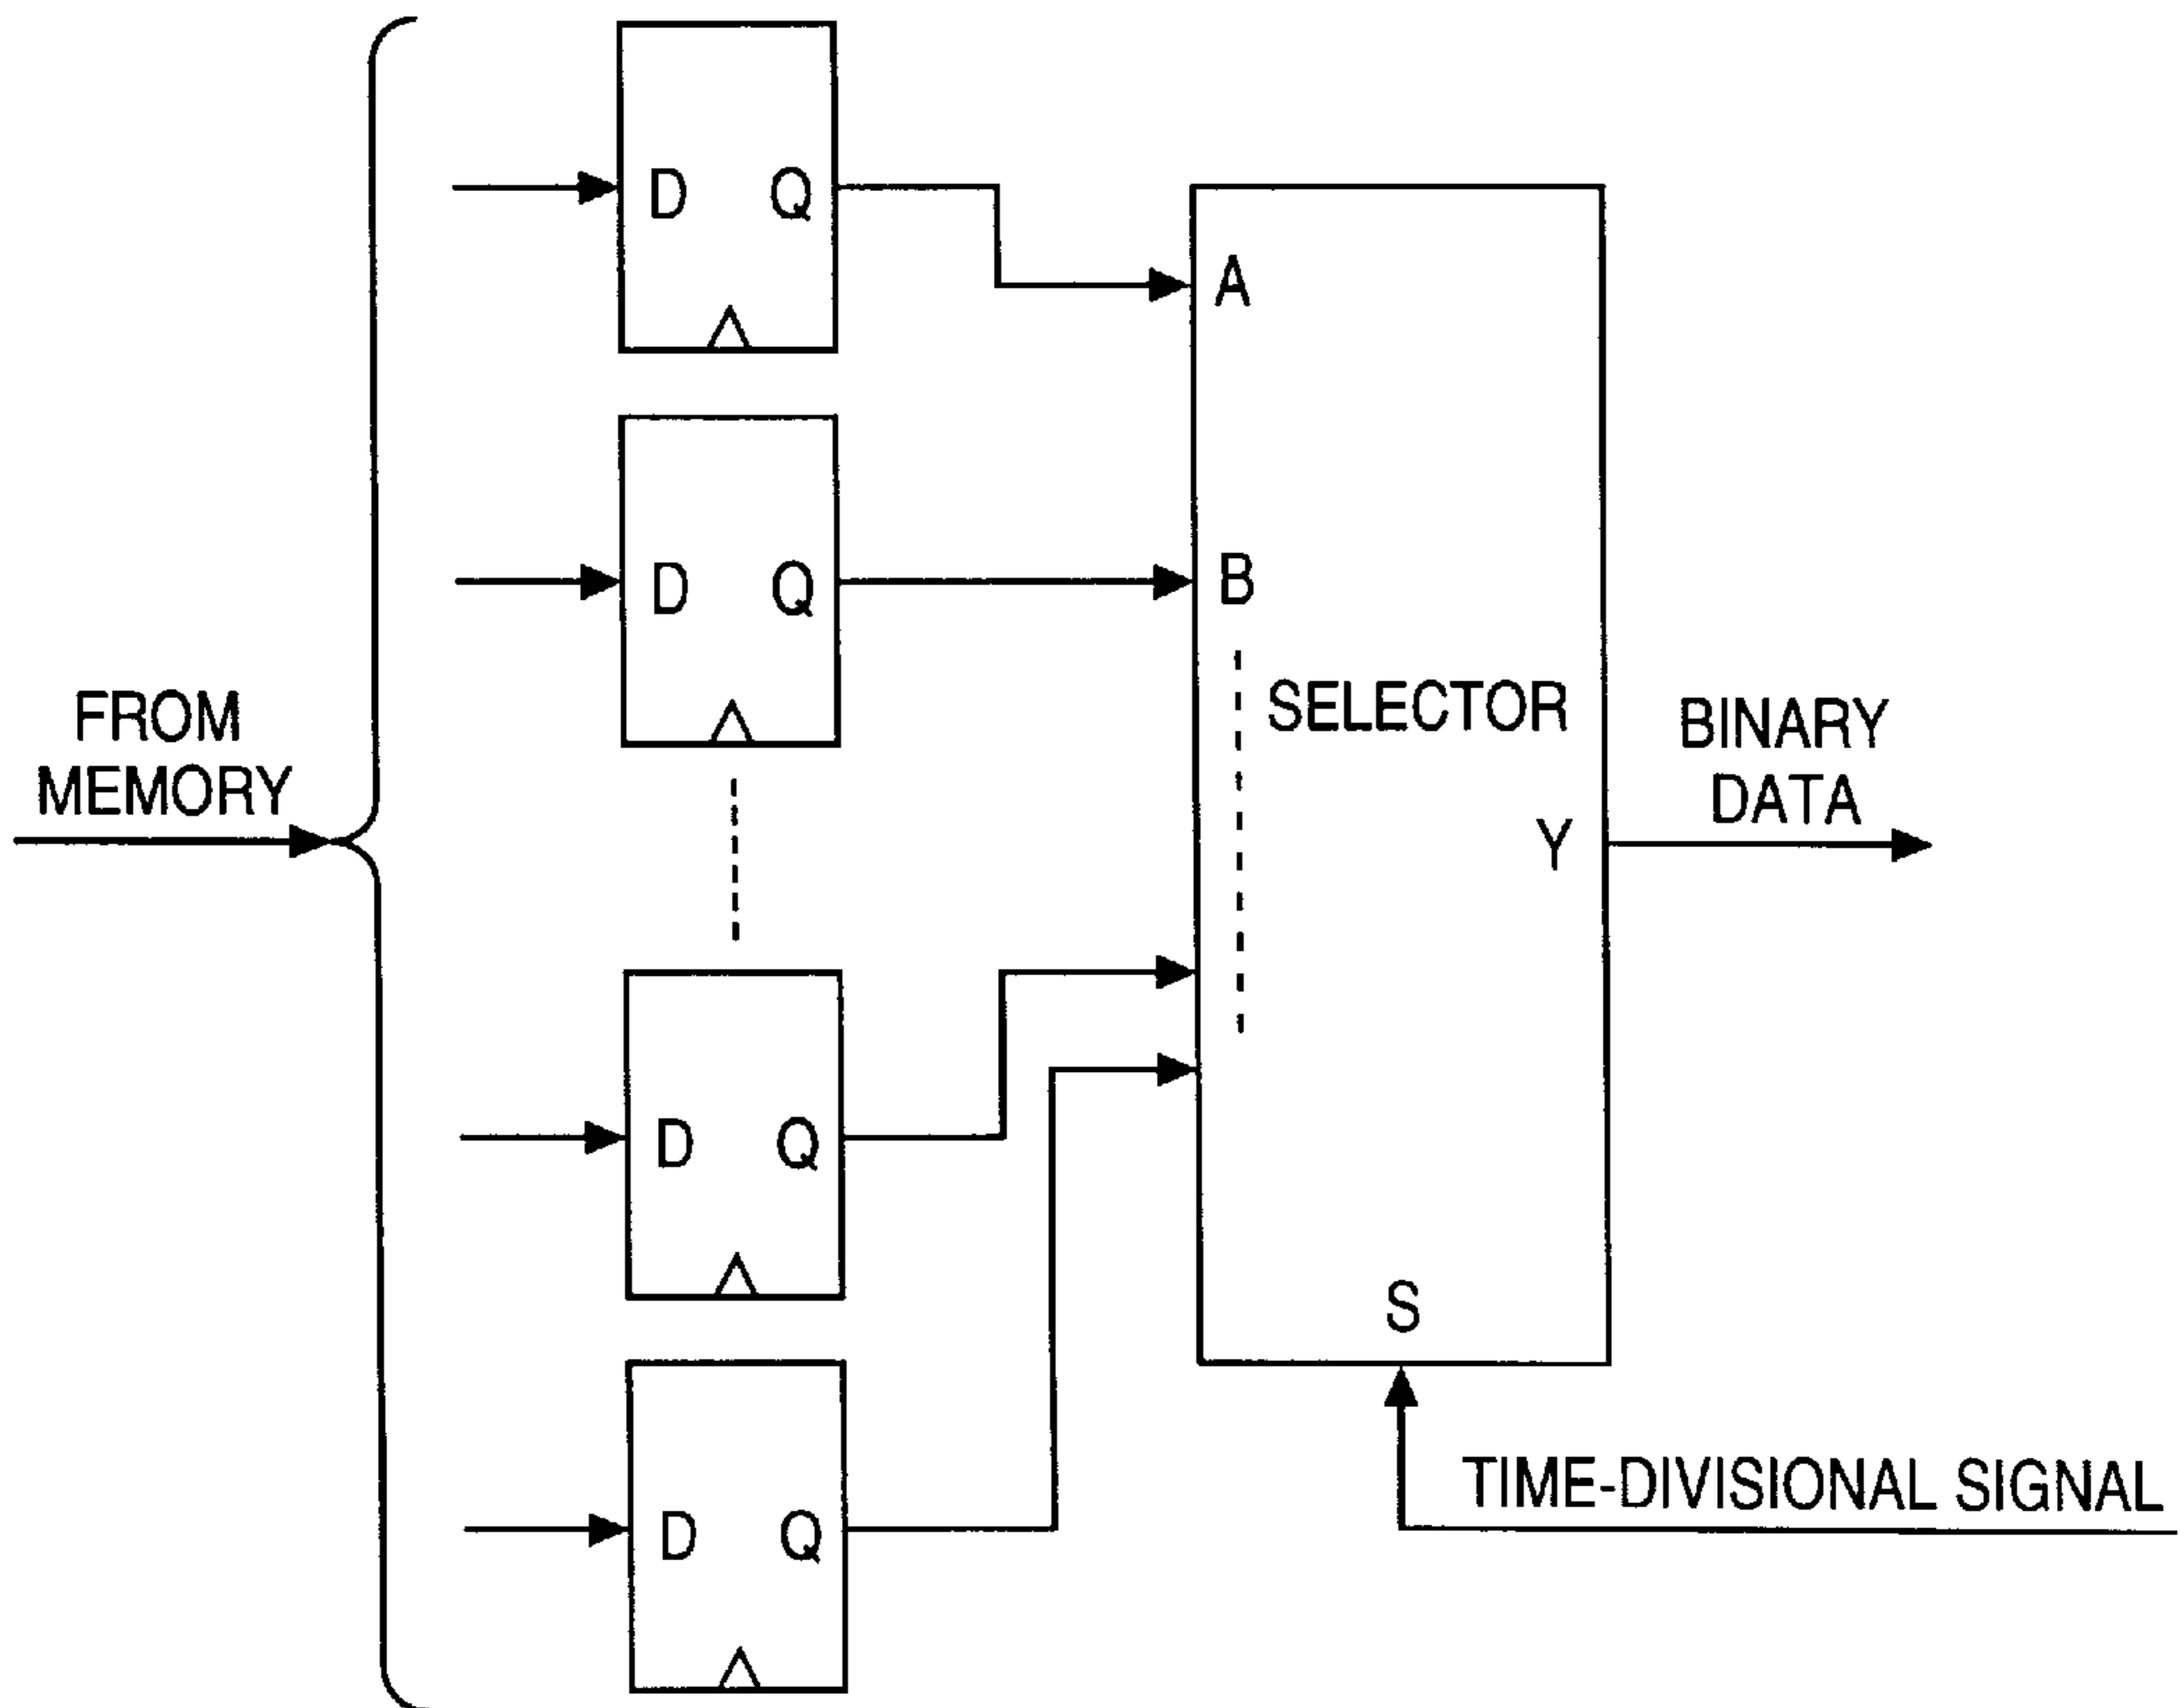 D Q
A
D Q
B
SELECTOR
FROM
MEMORY
BINARY
DATA
Y
D Q
S
D Q
TIME-DIVISIONAL SIGNAL